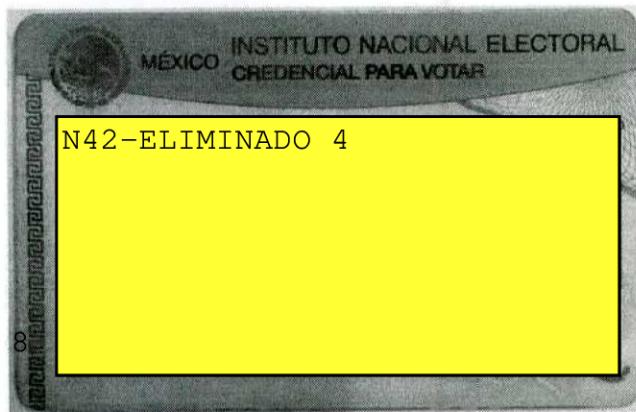 MÉXICO INSTITUTO NACIONAL ELECTORAL
CREDENCIAL PARA VOTAR
N42-ELIMINADO 4
8